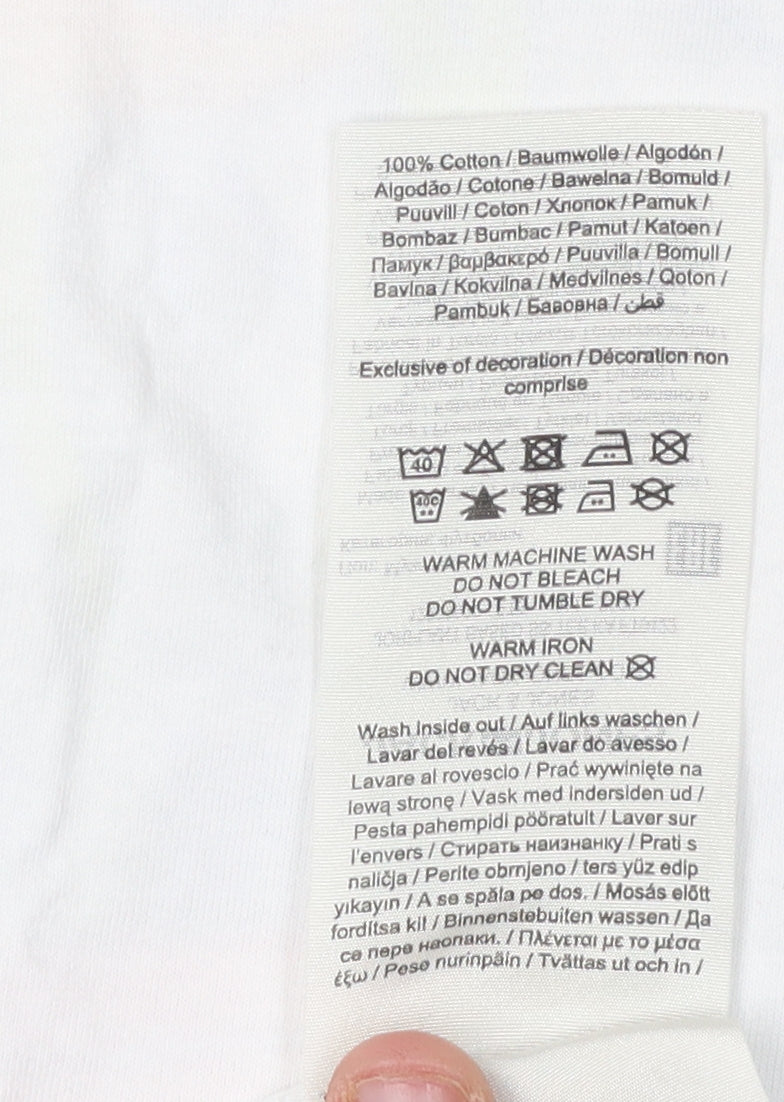 100% Cotton / Baumwolle / Algodón /
Algodão / Cotone / Bawełna / Bomuld /
Puuvill / Coton / Хлопок / Pamuk /
Bombaž / Bumbac / Pamut / Katoen /
Памук / βαμβακερό / Puuvilla / Bomull /
Bavlna / Kokvilna / Medvilnės / Qoton /
Pambuk / Бавовна / قطن
Exclusive of decoration / Décoration non
comprise
40
40C
WARM MACHINE WASH
DO NOT BLEACH
DO NOT TUMBLE DRY
WARM IRON
DO NOT DRY CLEAN
Wash inside out / Auf links waschen /
Lavar del revés / Lavar do avesso /
Lavare al rovescio / Prać wywinięte na
lewą stronę / Vask med indersiden ud /
Pesta pahempidi pööratult / Laver sur
l'envers / Стирать наизнанку / Prati s
naličja / Perite obrnjeno / ters yüz edip
yıkayın / A se spăla pe dos. / Mosás előtt
fordítsa ki! / Binnenstebuiten wassen / Да
се пере наопаки. / Πλένεται με το μέσα
έξω / Pese nurinpäin / Tvättas ut och in /